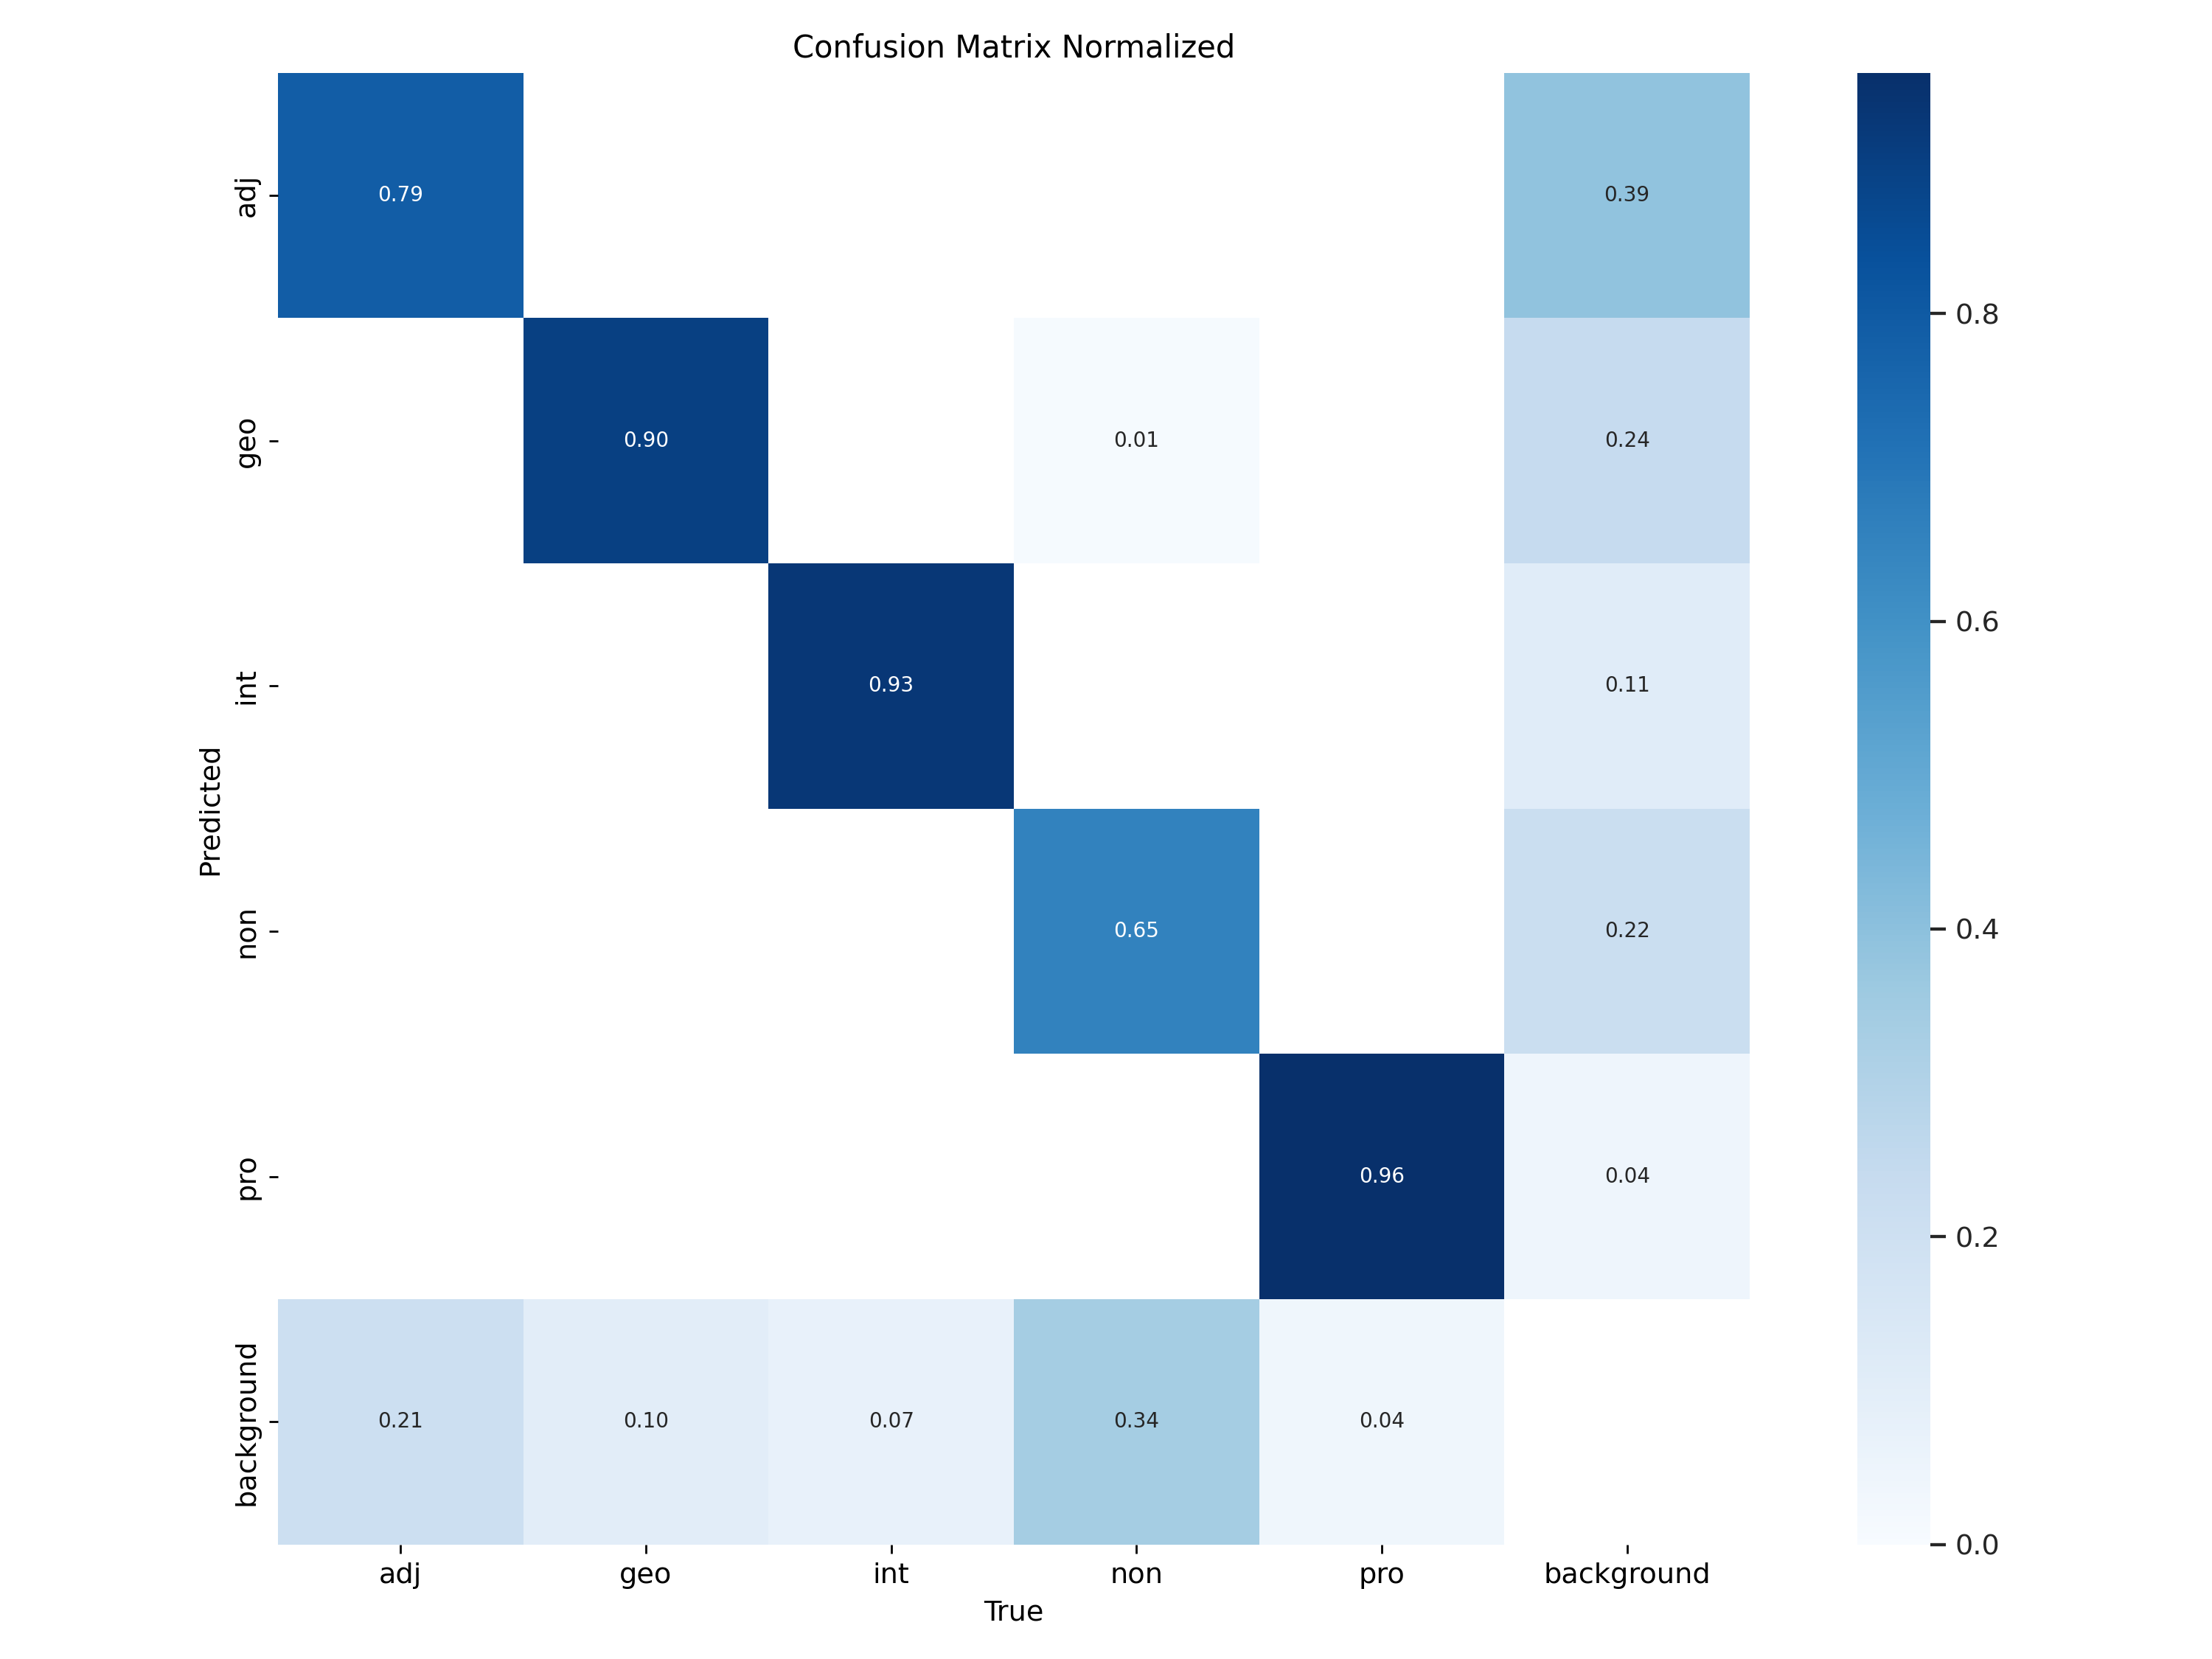 Confusion Matrix Normalized
adj
0.79
0.39
geo
0.90
0.01
0.24
int
0.93
0.11
non
0.65
0.22
pro
0.96
0.04
background
0.21
0.10
0.07
0.34
0.04
Predicted
adj
geo
int
non
pro
background
True
0.8
0.6
0.4
0.2
0.0